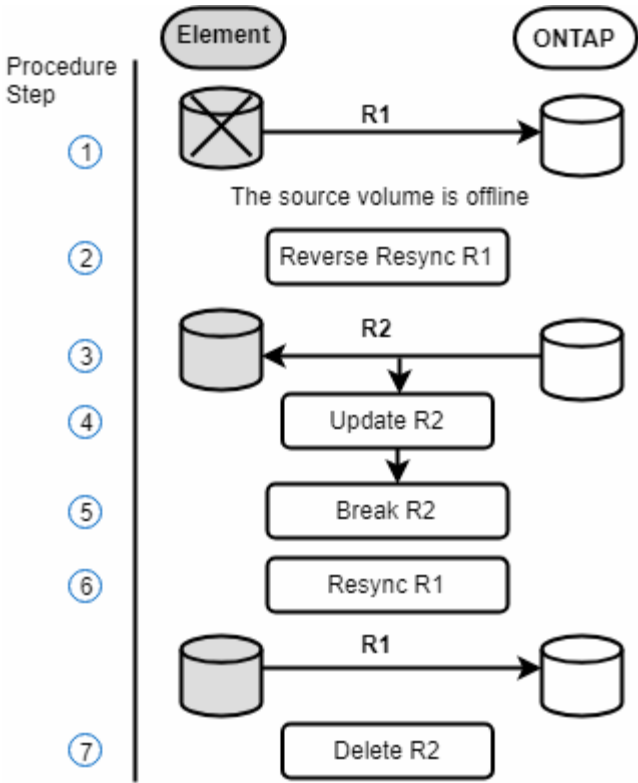 Element
ONTAP
Procedure
Step
R1
1
The source volume is offline
2
Reverse Resync R1
R2
3
4
Update R2
5
Break R2
6
Resync R1
R1
7
Delete R2